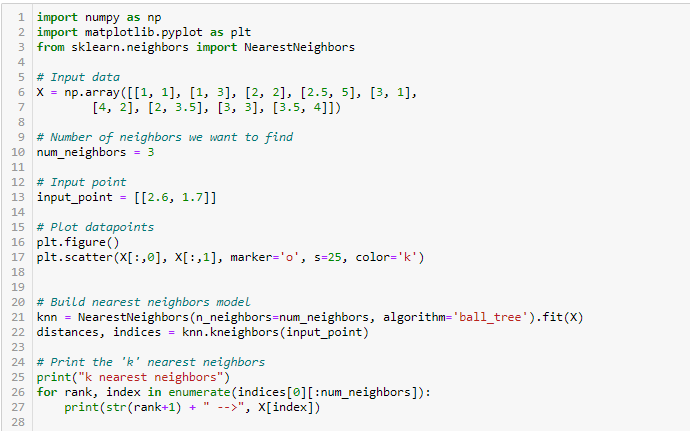 1 import numpy as np
2 import matplotlib.pyplot as plt
3 from sklearn.neighbors import NearestNeighbors
4
5 # Input data
6 X = np.array([[1, 1], [1, 3], [2, 2], [2.5, 5], [3, 1],
7         [4, 2], [2, 3.5], [3, 3], [3.5, 4]])
8
9 # Number of neighbors we want to find
10 num_neighbors = 3
11
12 # Input point
13 input_point = [[2.6, 1.7]]
14
15 # Plot datapoints
16 plt.figure()
17 plt.scatter(X[:,0], X[:,1], marker='o', s=25, color='k')
18
19
20 # Build nearest neighbors model
21 knn = NearestNeighbors(n_neighbors=num_neighbors, algorithm='ball_tree').fit(X)
22 distances, indices = knn.kneighbors(input_point)
23
24 # Print the 'k' nearest neighbors
25 print("k nearest neighbors")
26 for rank, index in enumerate(indices[0][:num_neighbors]):
27     print(str(rank+1) + " -->", X[index])
28